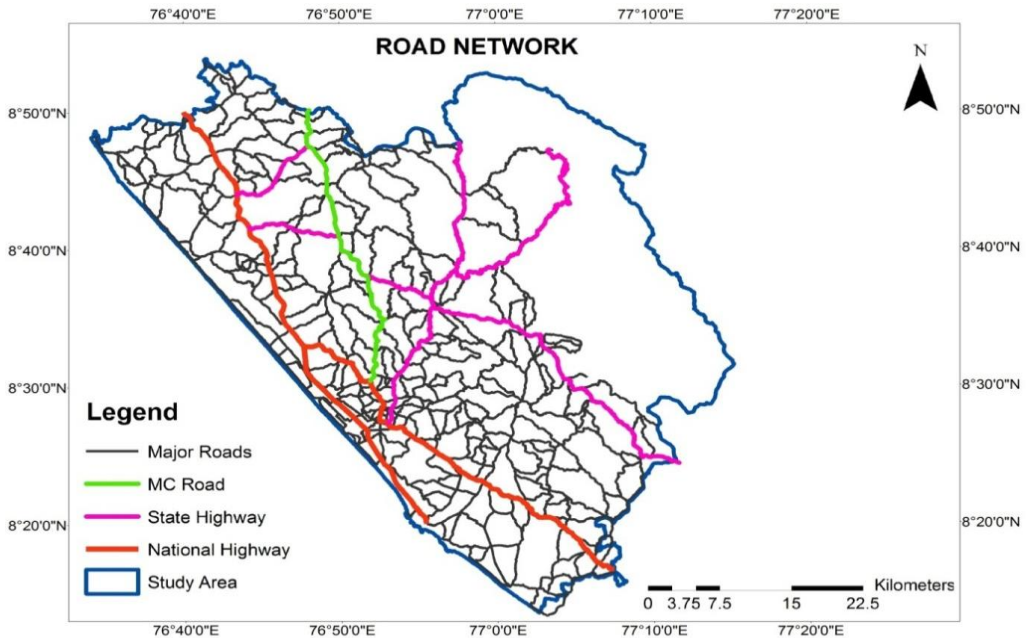 76°40'0"E 76°50'0"E 77°0'0"E 77°10'0"E 77°20'0"E
ROAD NETWORK
N
8°50'0"N 8°50'0"N
8°40'0"N 8°40'0"N
8°30'0"N 8°30'0"N
Legend
Major Roads
MC Road
State Highway
8°20'0"N 8°20'0"N
National Highway
Study Area
Kilometers
0 3.75 7.5 15 22.5
76°40'0"E 76°50'0"E 77°0'0"E 77°10'0"E 77°20'0"E